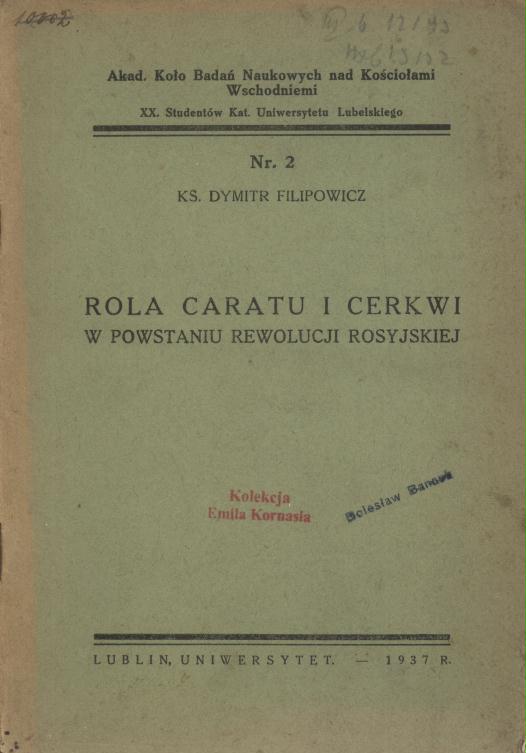 Akad. Koło Badań Naukowych nad Kościołami
Wschodniemi
XX. Studentów Kat. Uniwersytetu Lubelskiego
Nr. 2
KS. DYMITR FILIPOWICZ
ROLA CARATU I CERKWI
W POWSTANIU REWOLUCJI ROSYJSKIEJ
Kolekcja
Emila Kornasia
Bolesław
LUBLIN, UNIWERSYTET. — 1937 R.